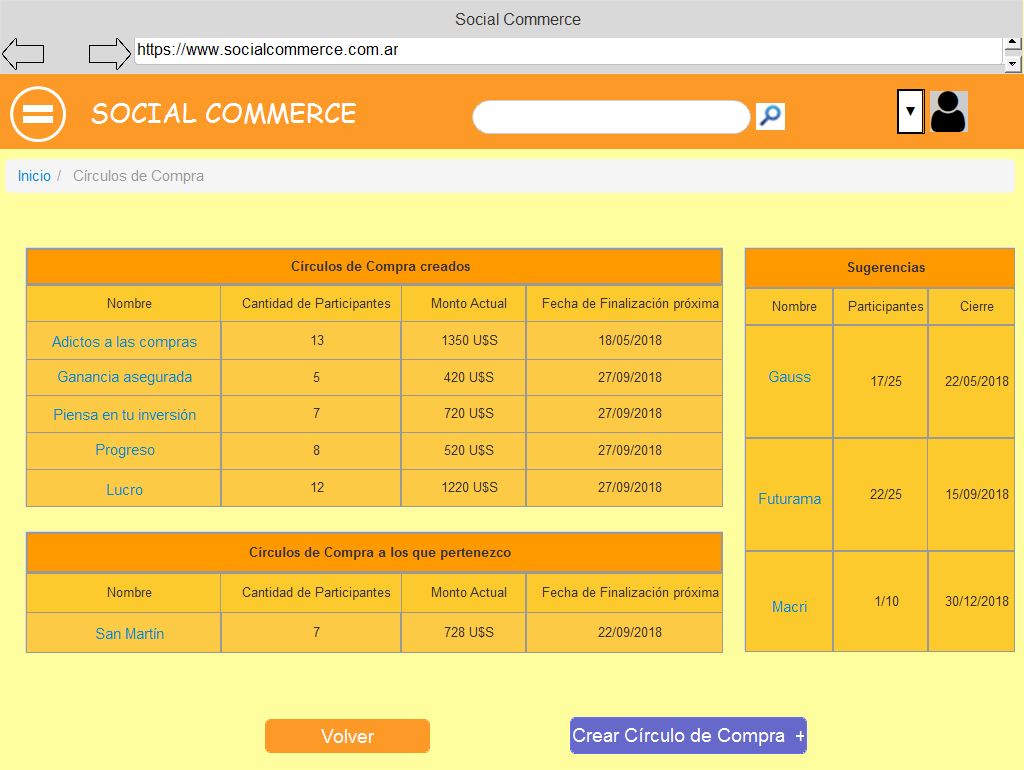 Social Commerce
https://www.socialcommerce.com.ar
SOCIAL COMMERCE
Inicio / Círculos de Compra
Círculos de Compra creados
Nombre Cantidad de Participantes Monto Actual Fecha de Finalización próxima
Adictos a las compras 13 1350 U$S 18/05/2018
Ganancia asegurada 5 420 U$S 27/09/2018
Piensa en tu inversión 7 720 U$S 27/09/2018
Progreso 8 520 U$S 27/09/2018
Lucro 12 1220 U$S 27/09/2018
Círculos de Compra a los que pertenezco
Nombre Cantidad de Participantes Monto Actual Fecha de Finalización próxima
San Martín 7 728 U$S 22/09/2018
Sugerencias
Nombre Participantes Cierre
Gauss 17/25 22/05/2018
Futurama 22/25 15/09/2018
Macri 1/10 30/12/2018
Volver
Crear Círculo de Compra +